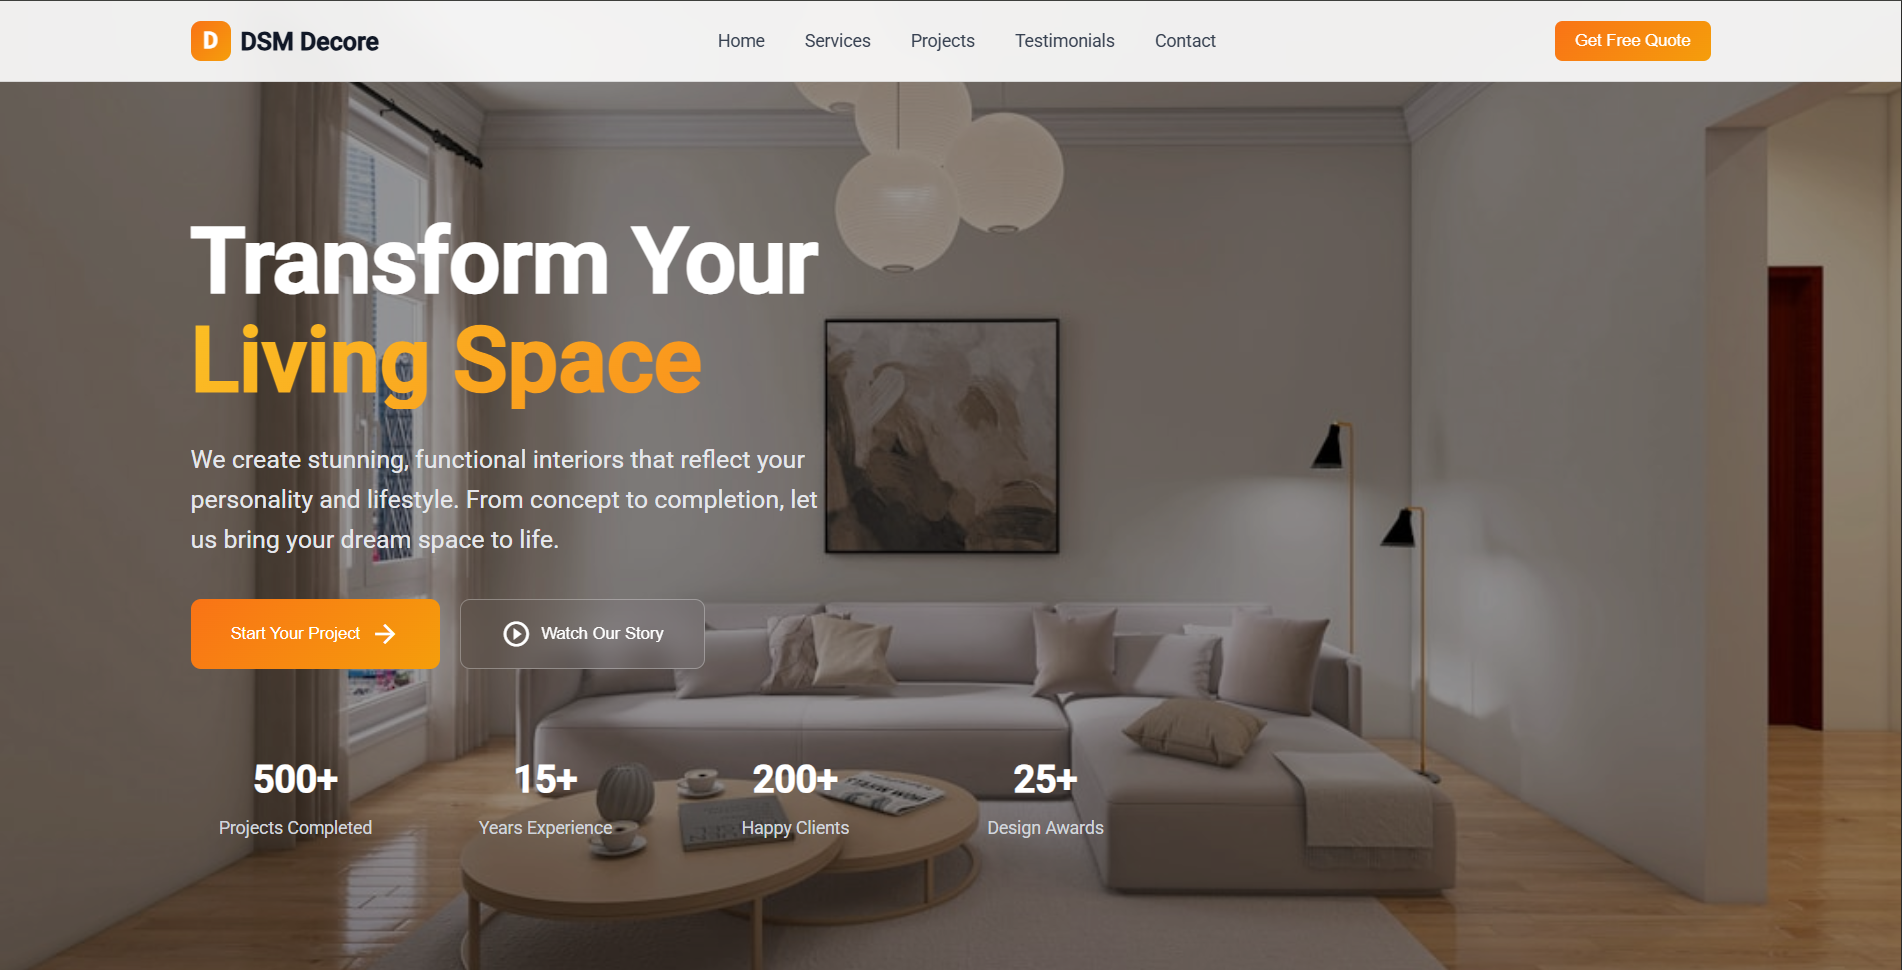 D DSM Decore
Home Services Projects Testimonials Contact
Get Free Quote
Transform Your
Living Space
We create stunning, functional interiors that reflect your
personality and lifestyle. From concept to completion, let
us bring your dream space to life.
Start Your Project
Watch Our Story
500+ 15+ 200+ 25+
Projects Completed Years Experience Happy Clients Design Awards